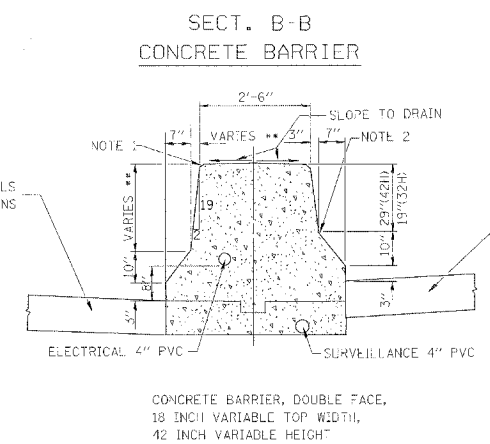 SECT. B-B
CONCRETE BARRIER
2'-6"
SLOPE TO DRAIN
7"
VARIES **
3"
7"
NOTE 1
NOTE 2
LS
NS
VARIES **
19
2
29"(42H)
19"(32H)
10"
10"
8"
3"
3"
ELECTRICAL 4" PVC
SURVEILLANCE 4" PVC
CONCRETE BARRIER, DOUBLE FACE,
18 INCH VARIABLE TOP WIDTH,
42 INCH VARIABLE HEIGHT